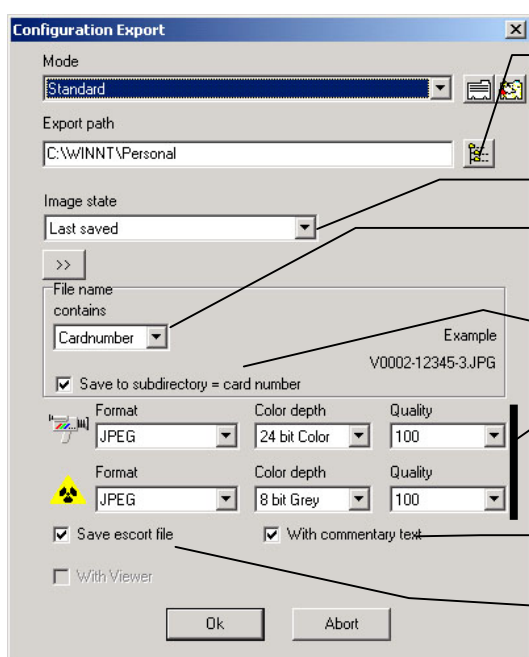 Configuration Export
Mode
Standard
Export path
C:\WINNT\Personal
Image state
Last saved
>>
File name
contains
Cardnumber
Example
V0002-12345-3.JPG
Save to subdirectory = card number
Format Color depth Quality
JPEG 24 bit Color 100
Format Color depth Quality
JPEG 8 bit Grey 100
Save escort file With commentary text
With Viewer
Ok Abort